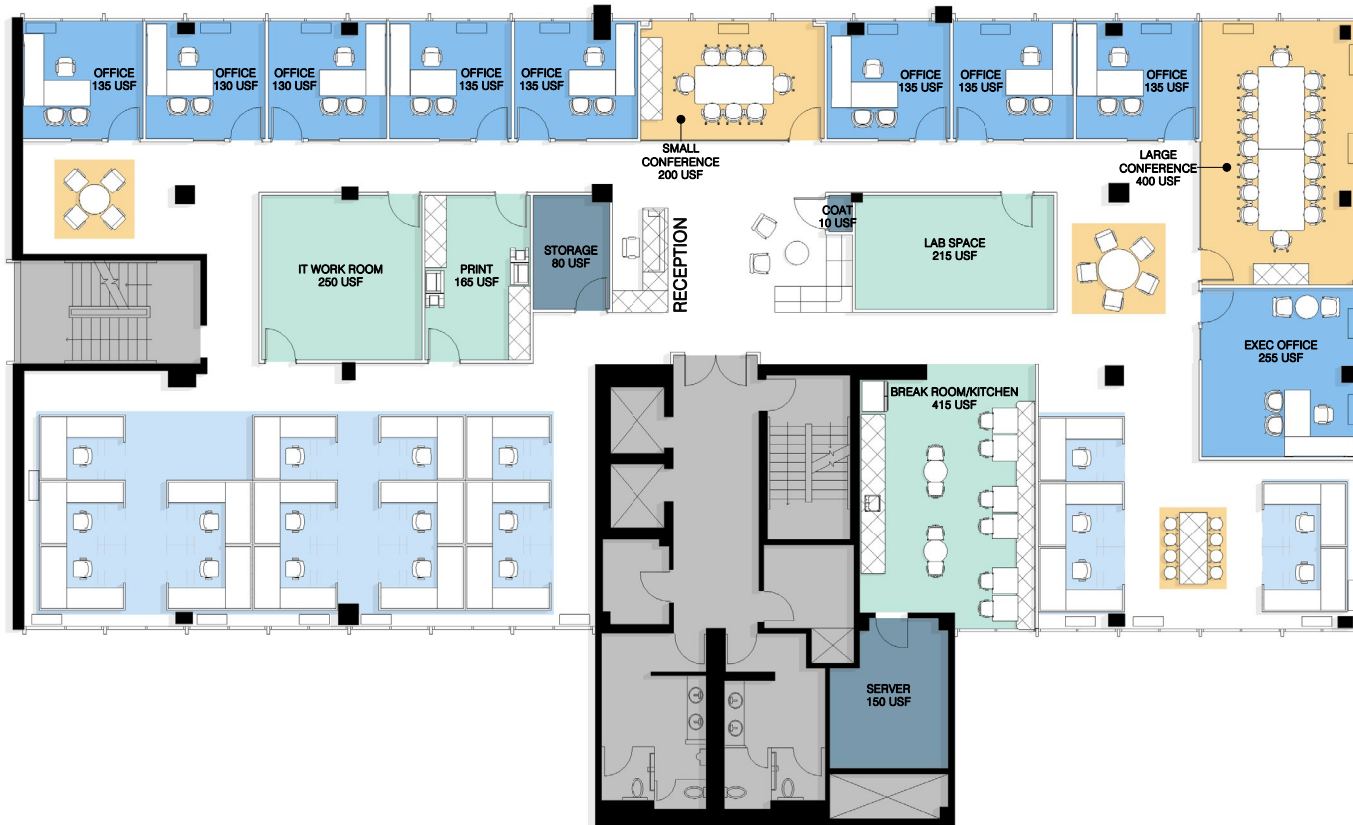 OFFICE
135 USF
OFFICE
130 USF
OFFICE
130 USF
OFFICE
135 USF
OFFICE
135 USF
OFFICE
135 USF
OFFICE
135 USF
OFFICE
135 USF
SMALL
CONFERENCE
200 USF
LARGE
CONFERENCE
400 USF
IT WORK ROOM
250 USF
PRINT
165 USF
STORAGE
80 USF
RECEPTION
COAT
10 USF
LAB SPACE
215 USF
EXEC OFFICE
255 USF
BREAK ROOM/KITCHEN
415 USF
SERVER
150 USF